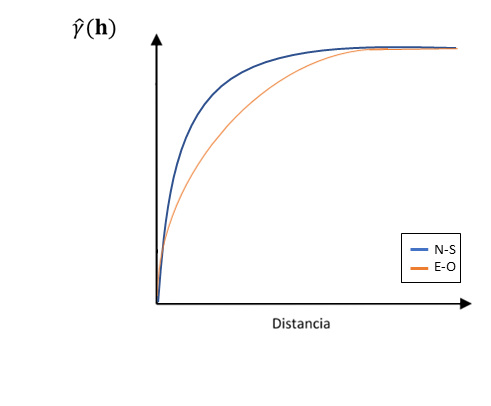 γ̂(𝐡)
N-S
E-O
Distancia